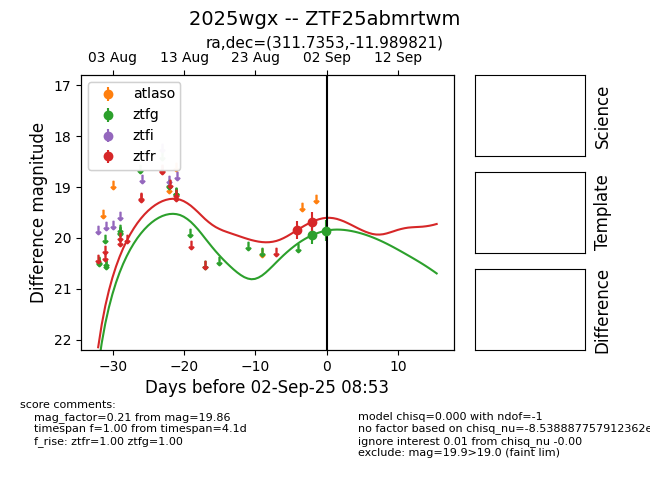 2025wgx -- ZTF25abmrtwm
ra,dec=(311.7353,-11.989821)
03 Aug
13 Aug
23 Aug
02 Sep
12 Sep
17
18
19
20
21
22
Difference magnitude
atlaso
ztfg
ztfi
ztfr
−30
−20
−10
0
10
Days before 02-Sep-25 08:53
Science
Template
Difference
score comments:
mag_factor=0.21 from mag=19.86
timespan f=1.00 from timespan=4.1d
f_rise: ztfr=1.00 ztfg=1.00
model chisq=0.000 with ndof=-1
no factor based on chisq_nu=-8.538887757912362e
ignore interest 0.01 from chisq_nu -0.00
exclude: mag=19.9>19.0 (faint lim)